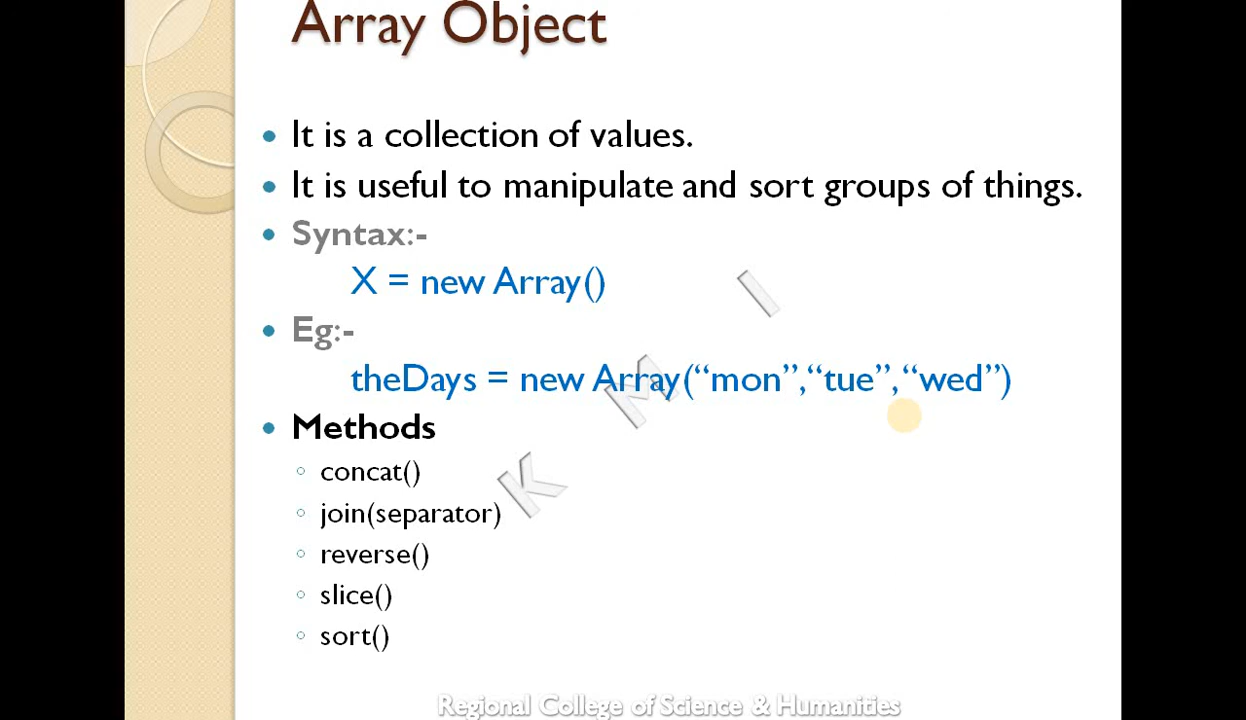 Array Object
It is a collection of values.
It is useful to manipulate and sort groups of things.
Syntax:-
X = new Array()
Eg:-
theDays = new Array(“mon”,“tue”,“wed”)
Methods
concat()
join(separator)
reverse()
slice()
sort()
K M I
Regional College of Science & Humanities